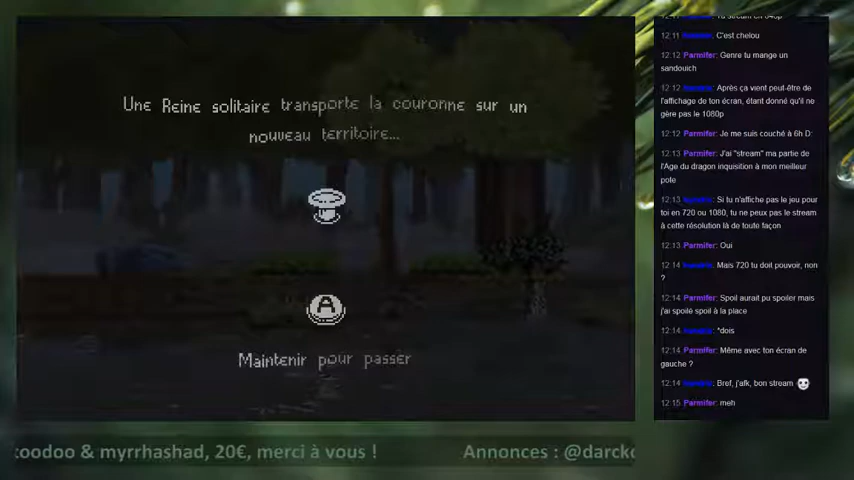 Une Reine solitaire transporte la couronne sur un
nouveau territoire...
A
Maintenir pour passer
12:11
C'est chelou
12:12 Parmifer: Genre tu mange un
sandouich
12:12 : Après ça vient peut-être de
l'affichage de ton écran, étant donné qu'il ne
gère pas le 1080p
12:12 Parmifer: Je me suis couché à 6h D:
12:13 Parmifer: J'ai "stream" ma partie de
l'Age du dragon inquisition à mon meilleur
pote
12:13 : Si tu n'affiche pas le jeu pour
toi en 720 ou 1080, tu ne peux pas le stream
à cette résolution là de toute façon
12:13 Parmifer: Oui
12:14 : Mais 720 tu doit pouvoir, non
?
12:14 Parmifer: Spoil aurait pu spoiler mais
j'ai spoilé spoil à la place
12:14 : *dois
12:14 Parmifer: Même avec ton écran de
gauche ?
12:14 : Bref, j'afk, bon stream
12:15 Parmifer: meh
oodoo & myrrhashad, 20€, merci à vous !
Annonces : @darck